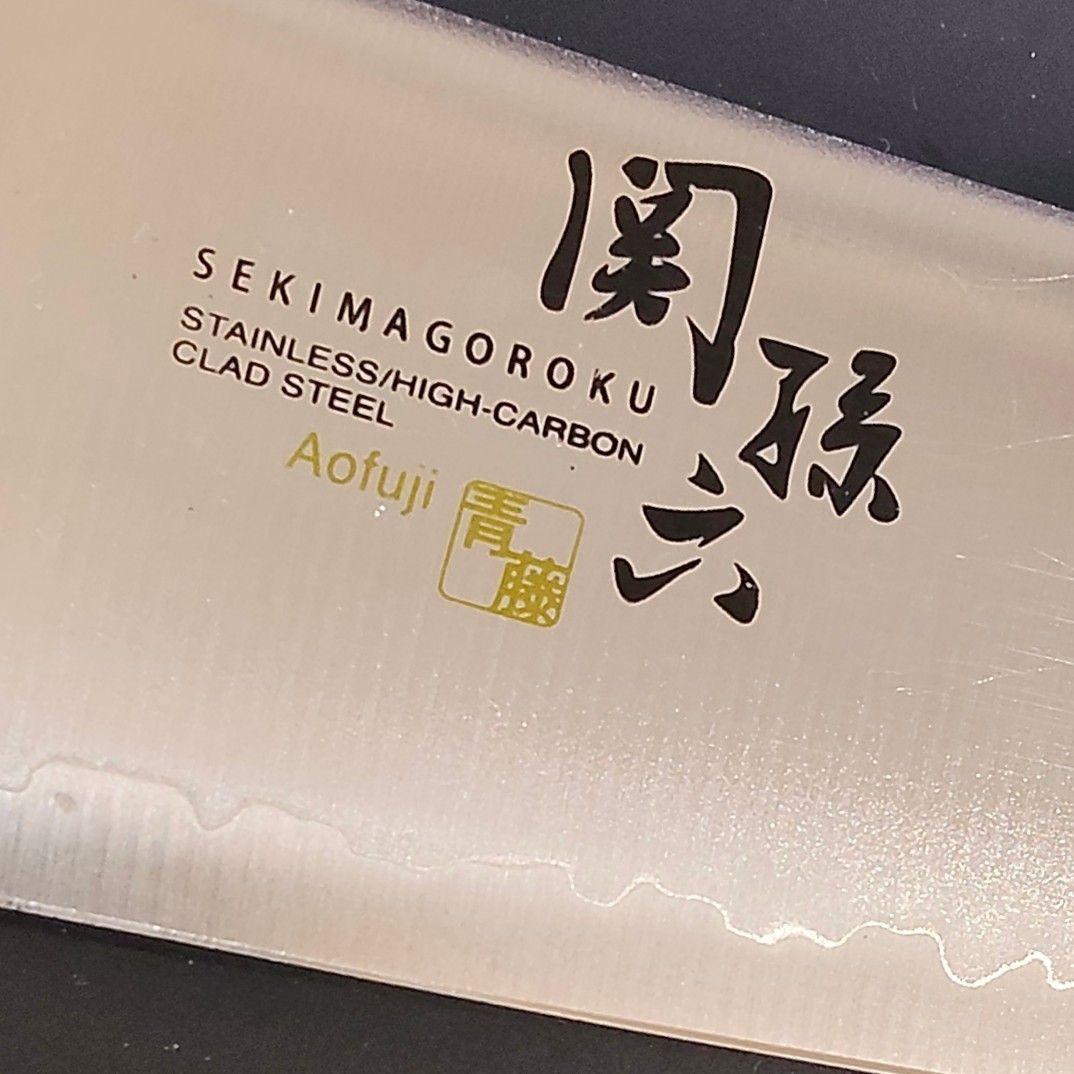 SEKIMAGOROKU
STAINLESS/HIGH-CARBON
CLAD STEEL
Aofuji
青藤
関孫六